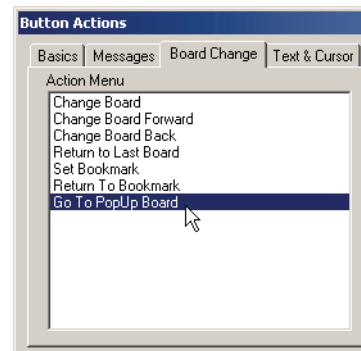 Button Actions
Basics Messages Board Change Text & Cursor
Action Menu
Change Board
Change Board Forward
Change Board Back
Return to Last Board
Set Bookmark
Return To Bookmark
Go To PopUp Board